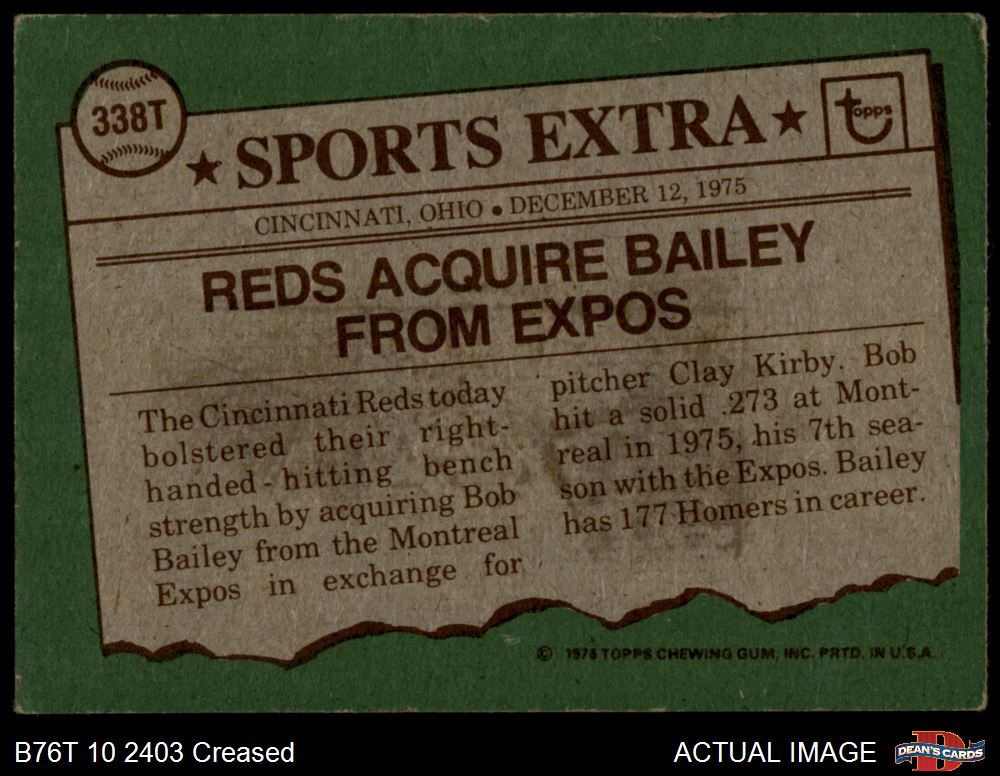 338T
★ SPORTS EXTRA ★
topps
CINCINNATI, OHIO ● DECEMBER 12, 1975
REDS ACQUIRE BAILEY
FROM EXPOS
The Cincinnati Reds today
bolstered their right-
handed-hitting bench
strength by acquiring Bob
Bailey from the Montreal
Expos in exchange for
pitcher Clay Kirby. Bob
hit a solid .273 at Mont-
real in 1975, his 7th sea-
son with the Expos. Bailey
has 177 Homers in career.
© 1976 TOPPS CHEWING GUM, INC. PRTD. IN U.S.A.
B76T 10 2403 Creased
ACTUAL IMAGE
D
DEAN'S CARDS